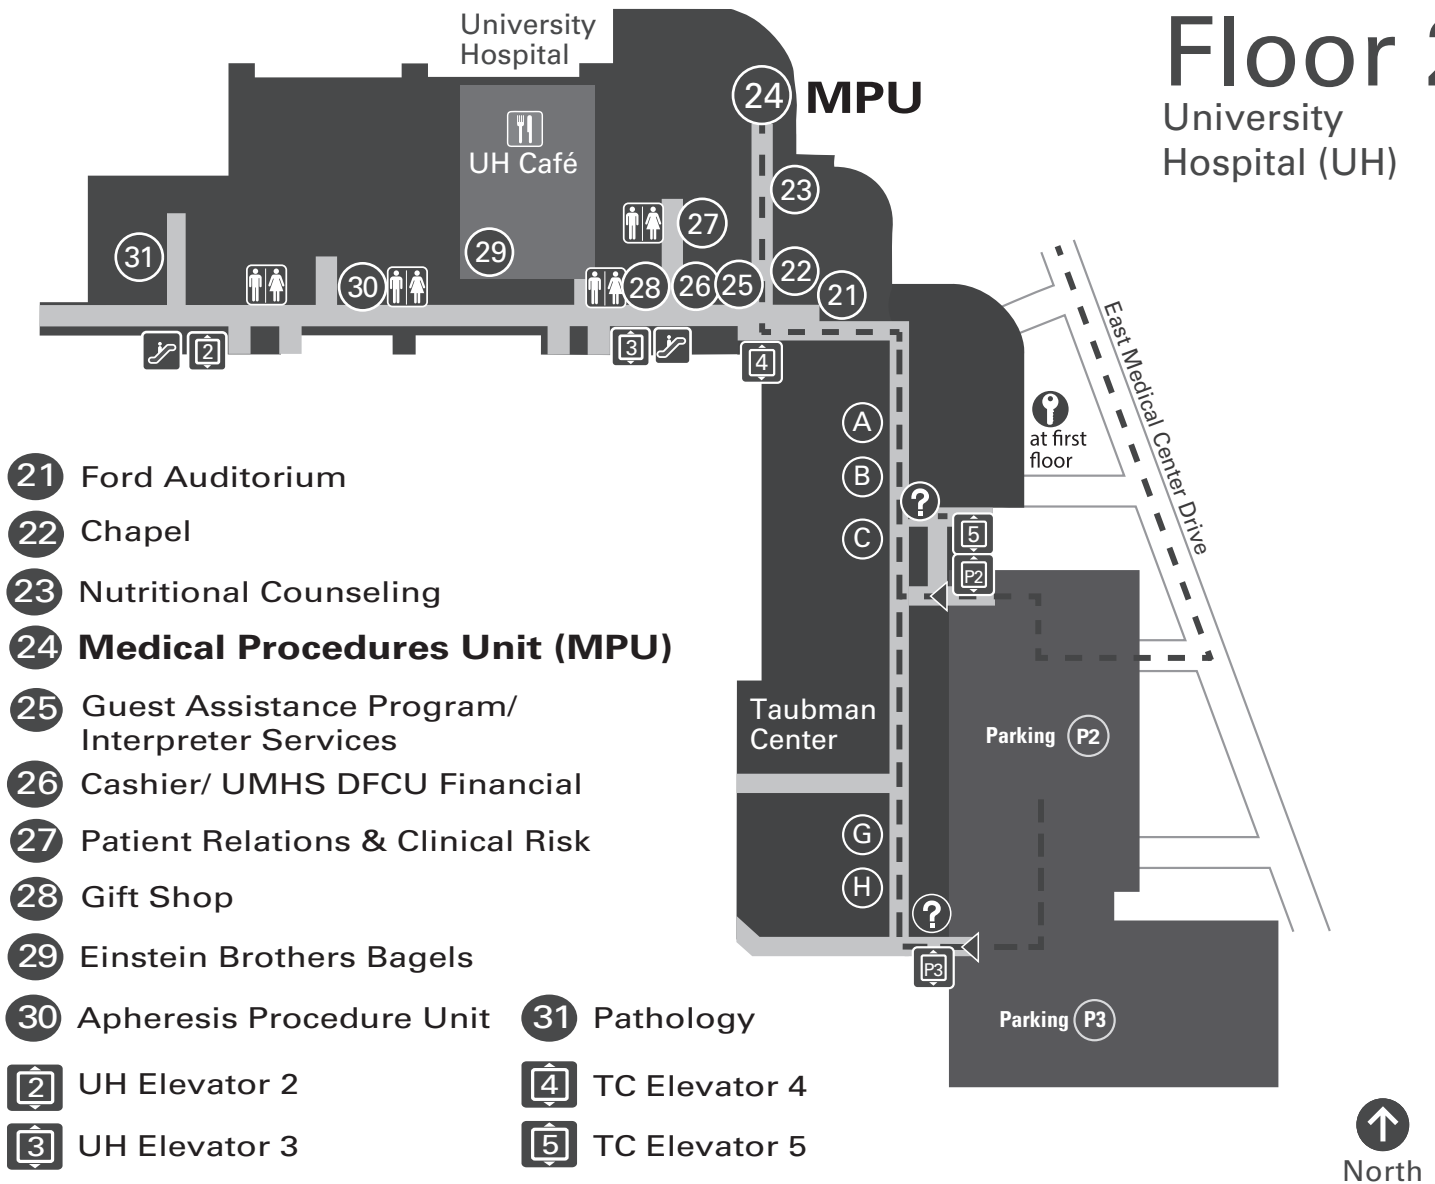 University
Hospital
Floor 2
University
Hospital (UH)
24
MPU
UH Café
23
27
31
29
30
28
26
25
22
21
2
3
4
East Medical Center Drive
A
at first
floor
B
?
C
5
P2
Taubman
Center
Parking P2
G
H
?
P3
Parking P3
21 Ford Auditorium
22 Chapel
23 Nutritional Counseling
24 Medical Procedures Unit (MPU)
25 Guest Assistance Program/
Interpreter Services
26 Cashier/ UMHS DFCU Financial
27 Patient Relations & Clinical Risk
28 Gift Shop
29 Einstein Brothers Bagels
30 Apheresis Procedure Unit
31 Pathology
2 UH Elevator 2
4 TC Elevator 4
3 UH Elevator 3
5 TC Elevator 5
North